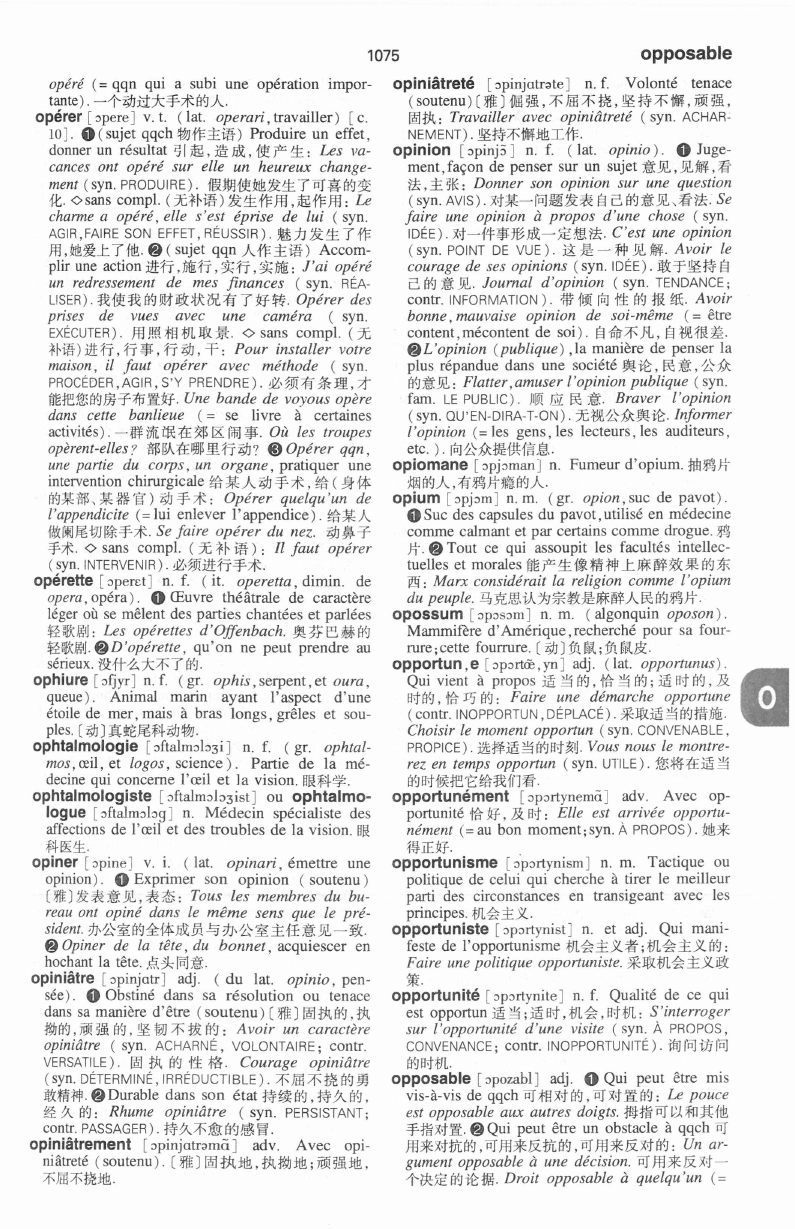 1075
opposable
opéré (= qqn qui a subi une opération impor-
tante). 一个动过大手术的人.
opérer [ɔpere] v. t. ( lat. operari, travailler) [ c.
10]. ❶(sujet qqch 物作主语) Produire un effet,
donner un résultat 引起,造成,使产生: Les va-
cances ont opéré sur elle un heureux change-
ment (syn. PRODUIRE). 假期使她发生了可喜的变
化. ◇sans compl. (无补语)发生作用,起作用: Le
charme a opéré, elle s'est éprise de lui ( syn.
AGIR, FAIRE SON EFFET, RÉUSSIR). 魅力发生了作
用,她爱上了他. ❷( sujet qqn 人作主语) Accom-
plir une action 进行,施行,实行,实施: J'ai opéré
un redressement de mes finances ( syn. RÉA-
LISER). 我使我的财政状况有了好转. Opérer des
prises de vues avec une caméra ( syn.
EXÉCUTER). 用照相机取景. ◇ sans compl. ( 无
补语)进行,行事,行动,干: Pour installer votre
maison, il faut opérer avec méthode ( syn.
PROCÉDER, AGIR, S'Y PRENDRE). 必须有条理,才
能把您的房子布置好. Une bande de voyous opère
dans cette banlieue ( = se livre à certaines
activités). 一群流氓在郊区闹事. Où les troupes
opèrent-elles? 部队在哪里行动? ❸ Opérer qqn,
une partie du corps, un organe, pratiquer une
intervention chirurgicale 给某人动手术,给(身体
的某部、某器官)动手术: Opérer quelqu'un de
l'appendicite (= lui enlever l'appendice). 给某人
做阑尾切除手术. Se faire opérer du nez. 动鼻子
手术. ◇ sans compl. ( 无补语): Il faut opérer
(syn. INTERVENIR). 必须进行手术.
opérette [ɔperɛt] n. f. ( it. operetta, dimin. de
opera, opéra). ❶ Œuvre théâtrale de caractère
léger où se mêlent des parties chantées et parlées
轻歌剧: Les opérettes d'Offenbach. 奥芬巴赫的
轻歌剧. ❷D'opérette, qu'on ne peut prendre au
sérieux. 没什么大不了的.
ophiure [ɔfjyr] n. f. ( gr. ophis, serpent, et oura,
queue). Animal marin ayant l'aspect d'une
étoile de mer, mais à bras longs, grêles et sou-
ples. [动]真蛇尾科动物.
ophtalmologie [ɔftalmɔlɔʒi] n. f. ( gr. ophtal-
mos, œil, et logos, science). Partie de la mé-
decine qui concerne l'œil et la vision. 眼科学.
ophtalmologiste [ɔftalmɔlɔʒist] ou ophtalmo-
logue [ɔftalmɔlɔg] n. Médecin spécialiste des
affections de l'œil et des troubles de la vision. 眼
科医生.
opiner [ɔpine] v. i. ( lat. opinari, émettre une
opinion). ❶ Exprimer son opinion ( soutenu )
〔雅〕发表意见,表态: Tous les membres du bu-
reau ont opiné dans le même sens que le pré-
sident. 办公室的全体成员与办公室主任意见一致.
❷ Opiner de la tête, du bonnet, acquiescer en
hochant la tête. 点头同意.
opiniâtre [ɔpinjɑtr] adj. ( du lat. opinio, pen-
sée). ❶ Obstiné dans sa résolution ou tenace
dans sa manière d'être (soutenu)〔雅〕固执的,执
拗的,顽强的,坚韧不拔的: Avoir un caractère
opiniâtre ( syn. ACHARNÉ, VOLONTAIRE; contr.
VERSATILE). 固执的性格. Courage opiniâtre
(syn. DÉTERMINÉ, IRRÉDUCTIBLE). 不屈不挠的勇
敢精神. ❷Durable dans son état 持续的,持久的,
经久的: Rhume opiniâtre ( syn. PERSISTANT;
contr. PASSAGER). 持久不愈的感冒.
opiniâtrement [ɔpinjɑtrəmɑ̃] adv. Avec opi-
niâtreté (soutenu).〔雅〕固执地,执拗地;顽强地,
不屈不挠地.
opiniâtreté [ɔpinjɑtrəte] n. f. Volonté tenace
(soutenu)〔雅〕倔强,不屈不挠,坚持不懈,顽强,
固执: Travailler avec opiniâtreté ( syn. ACHAR-
NEMENT). 坚持不懈地工作.
opinion [ɔpinjɔ̃] n. f. ( lat. opinio). ❶ Juge-
ment, façon de penser sur un sujet 意见,见解,看
法,主张: Donner son opinion sur une question
(syn. AVIS). 对某一问题发表自己的意见、看法. Se
faire une opinion à propos d'une chose ( syn.
IDÉE). 对一件事形成一定想法. C'est une opinion
(syn. POINT DE VUE). 这是一种见解. Avoir le
courage de ses opinions (syn. IDÉE). 敢于坚持自
己的意见. Journal d'opinion ( syn. TENDANCE;
contr. INFORMATION). 带倾向性的报纸. Avoir
bonne, mauvaise opinion de soi-même ( = être
content, mécontent de soi). 自命不凡,自视很差.
❷L'opinion (publique), la manière de penser la
plus répandue dans une société 舆论,民意,公众
的意见: Flatter, amuser l'opinion publique (syn.
fam. LE PUBLIC). 顺应民意. Braver l'opinion
(syn. QU'EN-DIRA-T-ON). 无视公众舆论. Informer
l'opinion (= les gens, les lecteurs, les auditeurs,
etc.). 向公众提供信息.
opiomane [ɔpjɔman] n. Fumeur d'opium. 抽鸦片
烟的人,有鸦片瘾的人.
opium [ɔpjɔm] n. m. ( gr. opion, suc de pavot).
❶Suc des capsules du pavot, utilisé en médecine
comme calmant et par certains comme drogue. 鸦
片. ❷ Tout ce qui assoupit les facultés intellec-
tuelles et morales 能产生像精神上麻醉效果的东
西: Marx considérait la religion comme l'opium
du peuple. 马克思认为宗教是麻醉人民的鸦片.
opossum [ɔpɔsɔm] n. m. ( algonquin oposon).
Mammifère d'Amérique, recherché pour sa four-
rure; cette fourrure. [动]负鼠;负鼠皮.
opportun, e [ɔpɔrtœ̃, yn] adj. (lat. opportunus).
Qui vient à propos 适当的,恰当的;适时的,及
时的,恰巧的: Faire une démarche opportune
(contr. INOPPORTUN, DÉPLACÉ). 采取适当的措施.
Choisir le moment opportun (syn. CONVENABLE,
PROPICE). 选择适当的时刻. Vous nous le montre-
rez en temps opportun (syn. UTILE). 您将在适当
的时候把它给我们看.
opportunément [ɔpɔrtynemɑ̃] adv. Avec op-
portunité 恰好,及时: Elle est arrivée opportu-
nément (= au bon moment; syn. À PROPOS). 她来
得正好.
opportunisme [ɔpɔrtynism] n. m. Tactique ou
politique de celui qui cherche à tirer le meilleur
parti des circonstances en transigeant avec les
principes. 机会主义.
opportuniste [ɔpɔrtynist] n. et adj. Qui mani-
feste de l'opportunisme 机会主义者;机会主义的:
Faire une politique opportuniste. 采取机会主义政
策.
opportunité [ɔpɔrtynite] n. f. Qualité de ce qui
est opportun 适当;适时,机会,时机: S'interroger
sur l'opportunité d'une visite ( syn. À PROPOS,
CONVENANCE; contr. INOPPORTUNITÉ). 询问访问
的时机.
opposable [ɔpozabl] adj. ❶ Qui peut être mis
vis-à-vis de qqch 可相对的,可对置的: Le pouce
est opposable aux autres doigts. 拇指可以和其他
手指对置. ❷Qui peut être un obstacle à qqch 可
用来对抗的,可用来反抗的,可用来反对的: Un ar-
gument opposable à une décision. 可用来反对一
个决定的论据. Droit opposable à quelqu'un (=
O